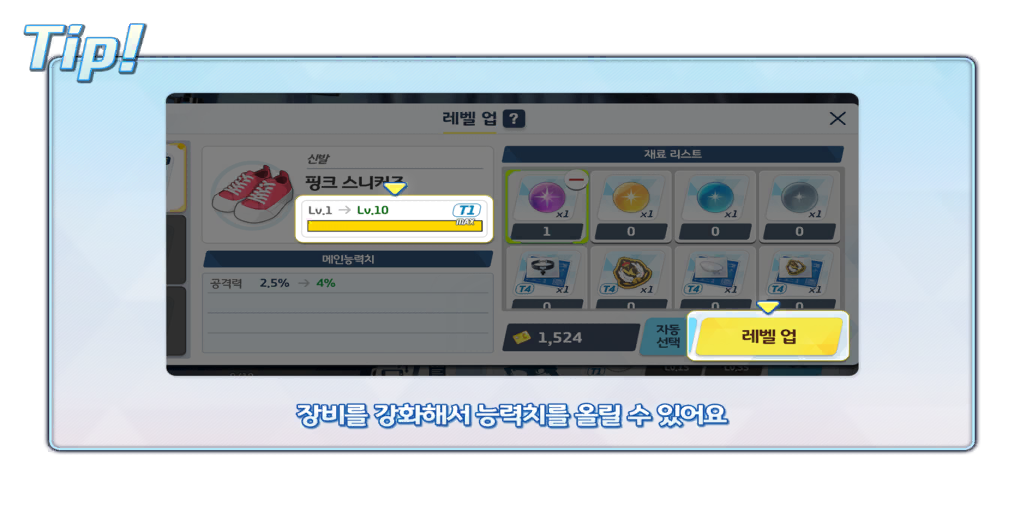 Tip!
레벨 업 ?
신발
핑크 스니커즈
Lv.1 → Lv.10 T1
MAX
메인능력치
공격력 2.5% → 4%
재료 리스트
x1 x1 x1 x1
1 0 0 0
T4 x1 T4 x1 T4 x1 T4 x1
0 0 0 0
1,524
자동
선택
레벨 업
장비를 강화해서 능력치를 올릴 수 있어요